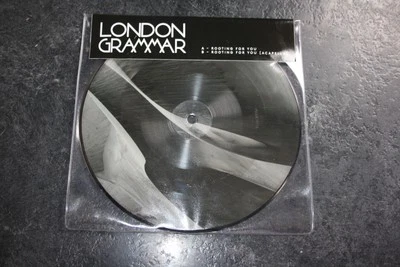 LONDON
GRAMMAR
A - ROOTING FOR YOU
B - ROOTING FOR YOU